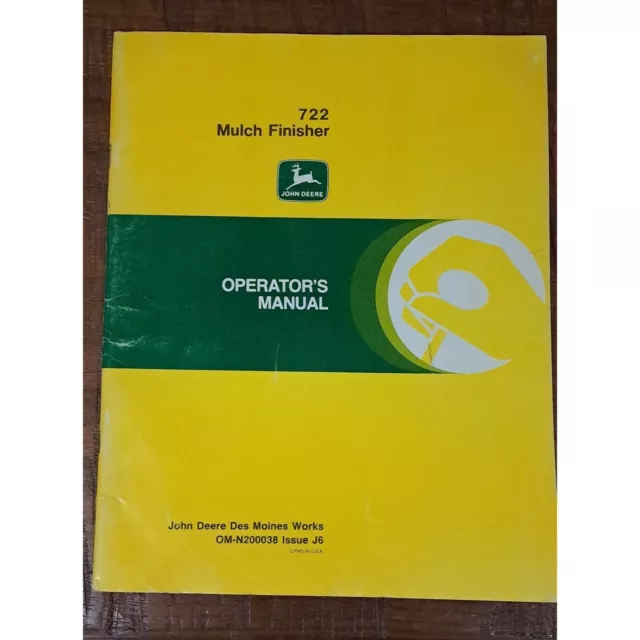 722
Mulch Finisher
JOHN DEERE
OPERATOR'S
MANUAL
John Deere Des Moines Works
OM-N200038 Issue J6
LITHO IN U.S.A.